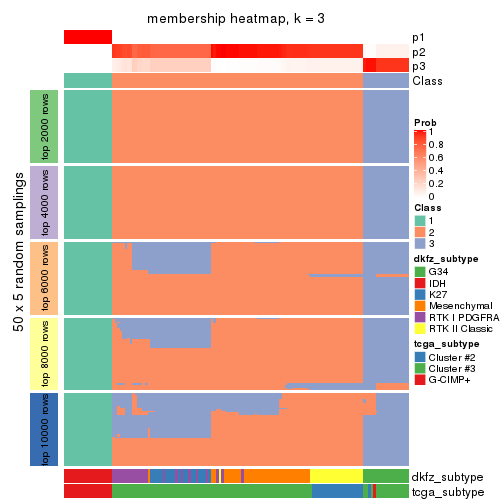 membership heatmap, k = 3
p1
p2
p3
Class
50 x 5 random samplings
top 2000 rows
top 4000 rows
top 6000 rows
top 8000 rows
top 10000 rows
Prob
1
0.8
0.6
0.4
0.2
0
Class
1
2
3
dkfz_subtype
G34
IDH
K27
Mesenchymal
RTK I PDGFRA
RTK II Classic
tcga_subtype
Cluster #2
Cluster #3
G-CIMP+
dkfz_subtype
tcga_subtype